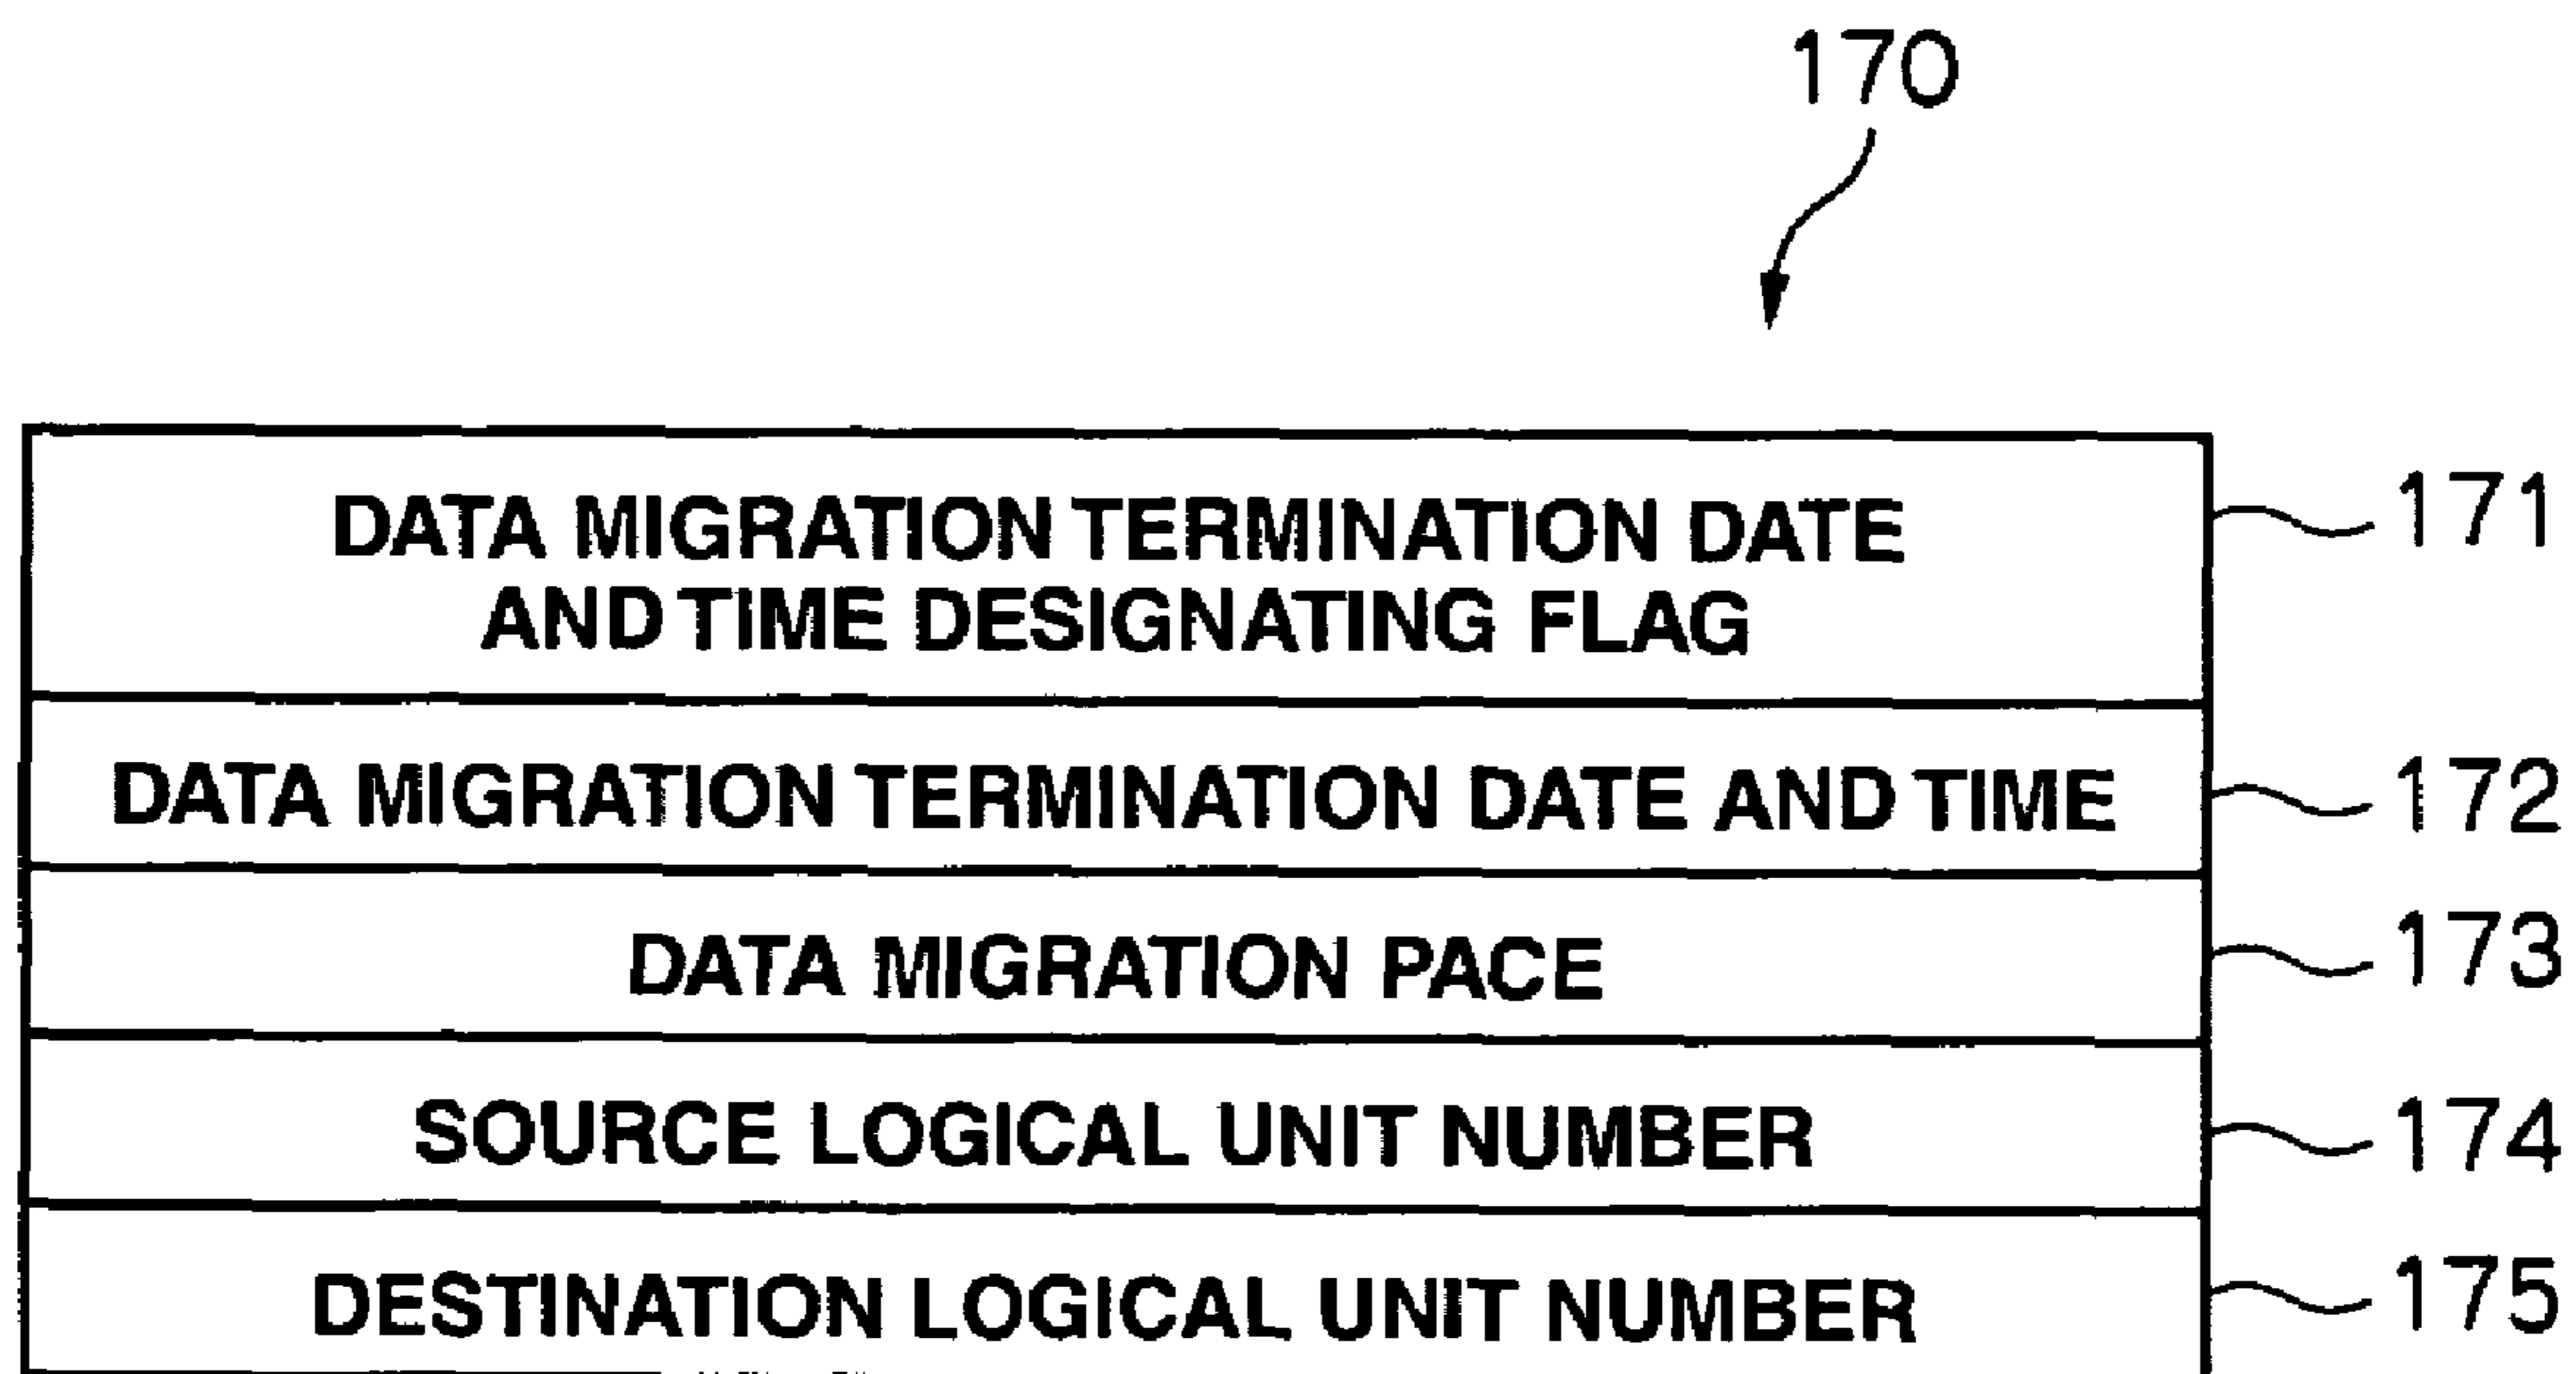 170
DATA MIGRATION TERMINATION DATE
AND TIME DESIGNATING FLAG
171
DATA MIGRATION TERMINATION DATE AND TIME
172
DATA MIGRATION PACE
173
SOURCE LOGICAL UNIT NUMBER
174
DESTINATION LOGICAL UNIT NUMBER
175